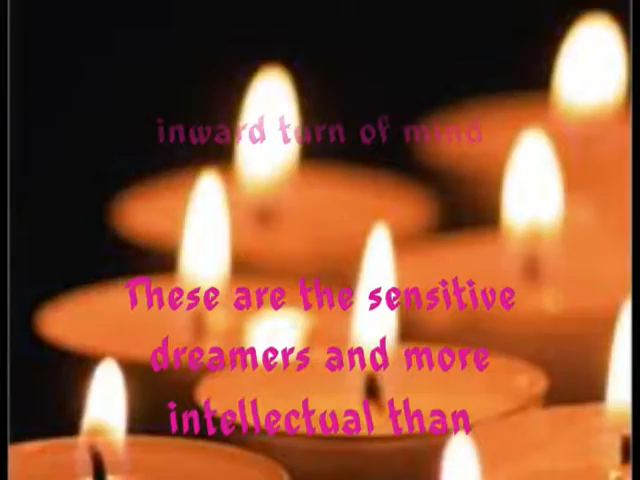 inward turn of mind
These are the sensitive
dreamers and more
intellectual than